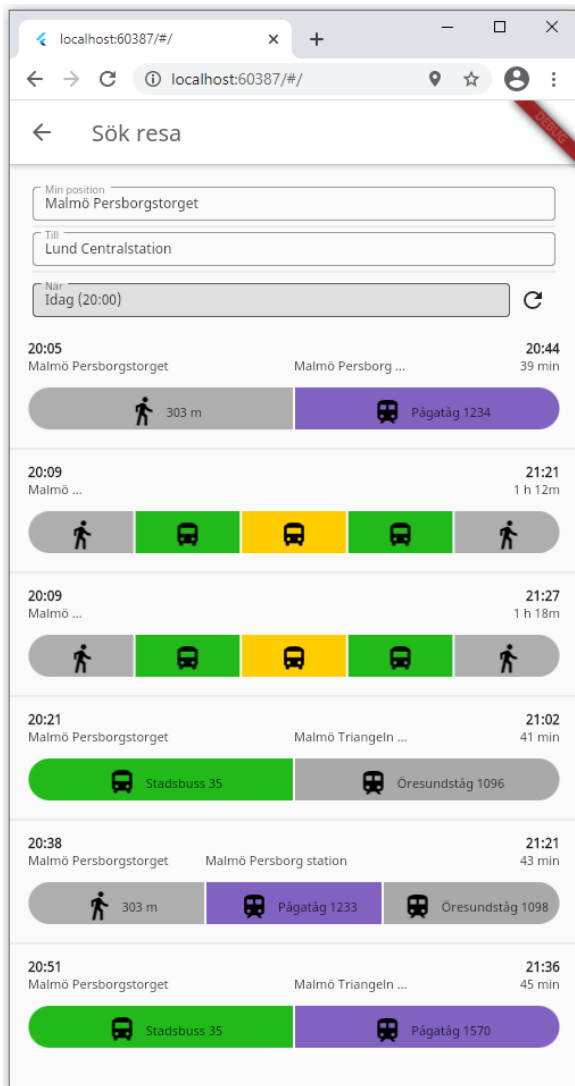 localhost:60387/#/
localhost:60387/#/
Sök resa
DEBUG
Min position
Malmö Persborgstorget
Till
Lund Centralstation
När
Idag (20:00)
20:05 20:44
Malmö Persborgstorget Malmö Persborg ... 39 min
303 m Pågatåg 1234
20:09 21:21
Malmö ... 1 h 12m
20:09 21:27
Malmö ... 1 h 18m
20:21 21:02
Malmö Persborgstorget Malmö Triangeln ... 41 min
Stadsbuss 35 Öresundståg 1096
20:38 21:21
Malmö Persborgstorget Malmö Persborg station 43 min
303 m Pågatåg 1233 Öresundståg 1098
20:51 21:36
Malmö Persborgstorget Malmö Triangeln ... 45 min
Stadsbuss 35 Pågatåg 1570